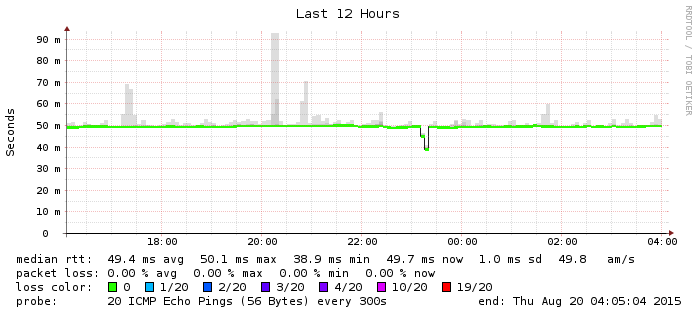 Last 12 Hours
RRDTOOL / TOBI OETIKER
Seconds
90 m
80 m
70 m
60 m
50 m
40 m
30 m
20 m
10 m
0
18:00 20:00 22:00 00:00 02:00 04:00
median rtt: 49.4 ms avg 50.1 ms max 38.9 ms min 49.7 ms now 1.0 ms sd 49.8 am/s
packet loss: 0.00 % avg 0.00 % max 0.00 % min 0.00 % now
loss color: 0 1/20 2/20 3/20 4/20 10/20 19/20
probe: 20 ICMP Echo Pings (56 Bytes) every 300s end: Thu Aug 20 04:05:04 2015